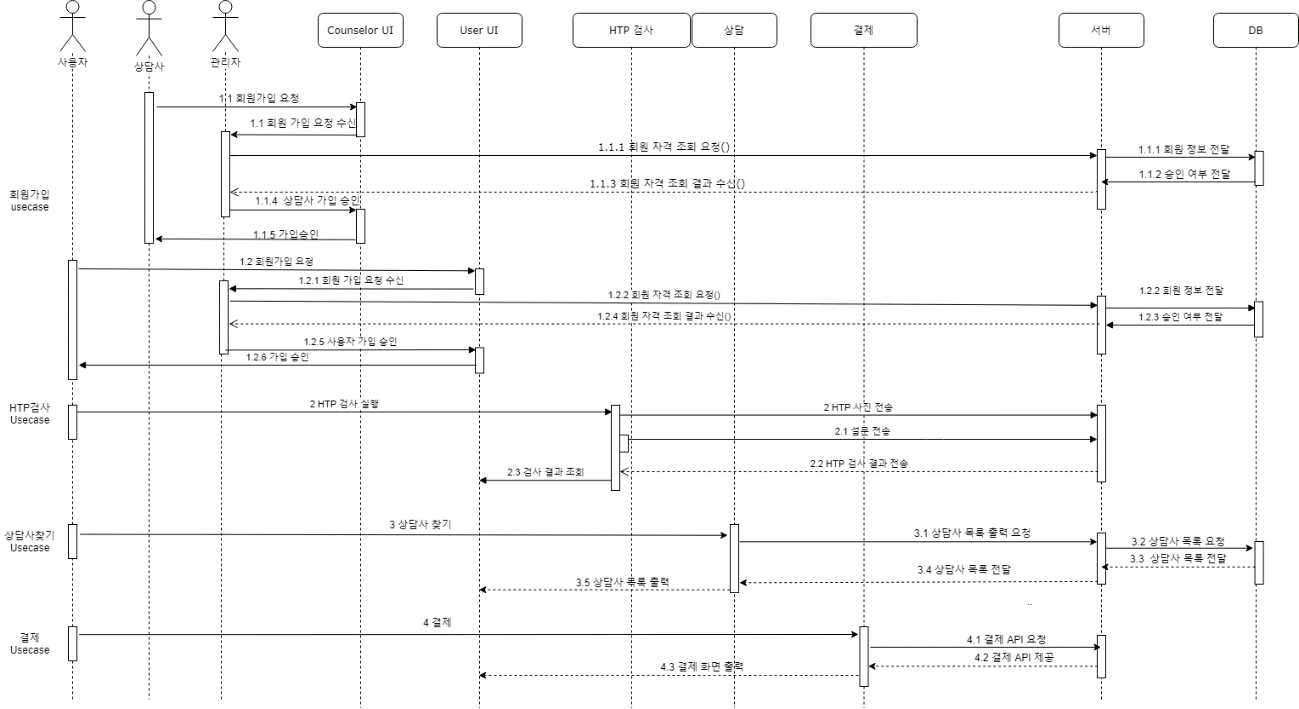 사용자
상담사
관리자
Counselor UI
User UI
HTP 검사
상담
결제
서버
DB
회원가입
usecase
1.1 회원가입 요청
1.1 회원 가입 요청 수신
1.1.1 회원 자격 조회 요청()
1.1.1 회원 정보 전달
1.1.2 승인 여부 전달
1.1.3 회원 자격 조회 결과 수신()
1.1.4 상담사 가입 승인
1.1.5 가입승인
1.2 회원가입 요청
1.2.1 회원 가입 요청 수신
1.2.2 회원 자격 조회 요청()
1.2.2 회원 정보 전달
1.2.3 승인 여부 전달
1.2.4 회원 자격 조회 결과 수신()
1.2.5 사용자 가입 승인
1.2.6 가입 승인
HTP검사
Usecase
2 HTP 검사 실행
2 HTP 사진 전송
2.1 설문 전송
2.2 HTP 검사 결과 전송
2.3 검사 결과 조회
상담사찾기
Usecase
3 상담사 찾기
3.1 상담사 목록 출력 요청
3.2 상담사 목록 요청
3.3 상담사 목록 전달
3.4 상담사 목록 전달
3.5 상담사 목록 출력
..
결제
Usecase
4 결제
4.1 결제 API 요청
4.2 결제 API 제공
4.3 결제 화면 출력